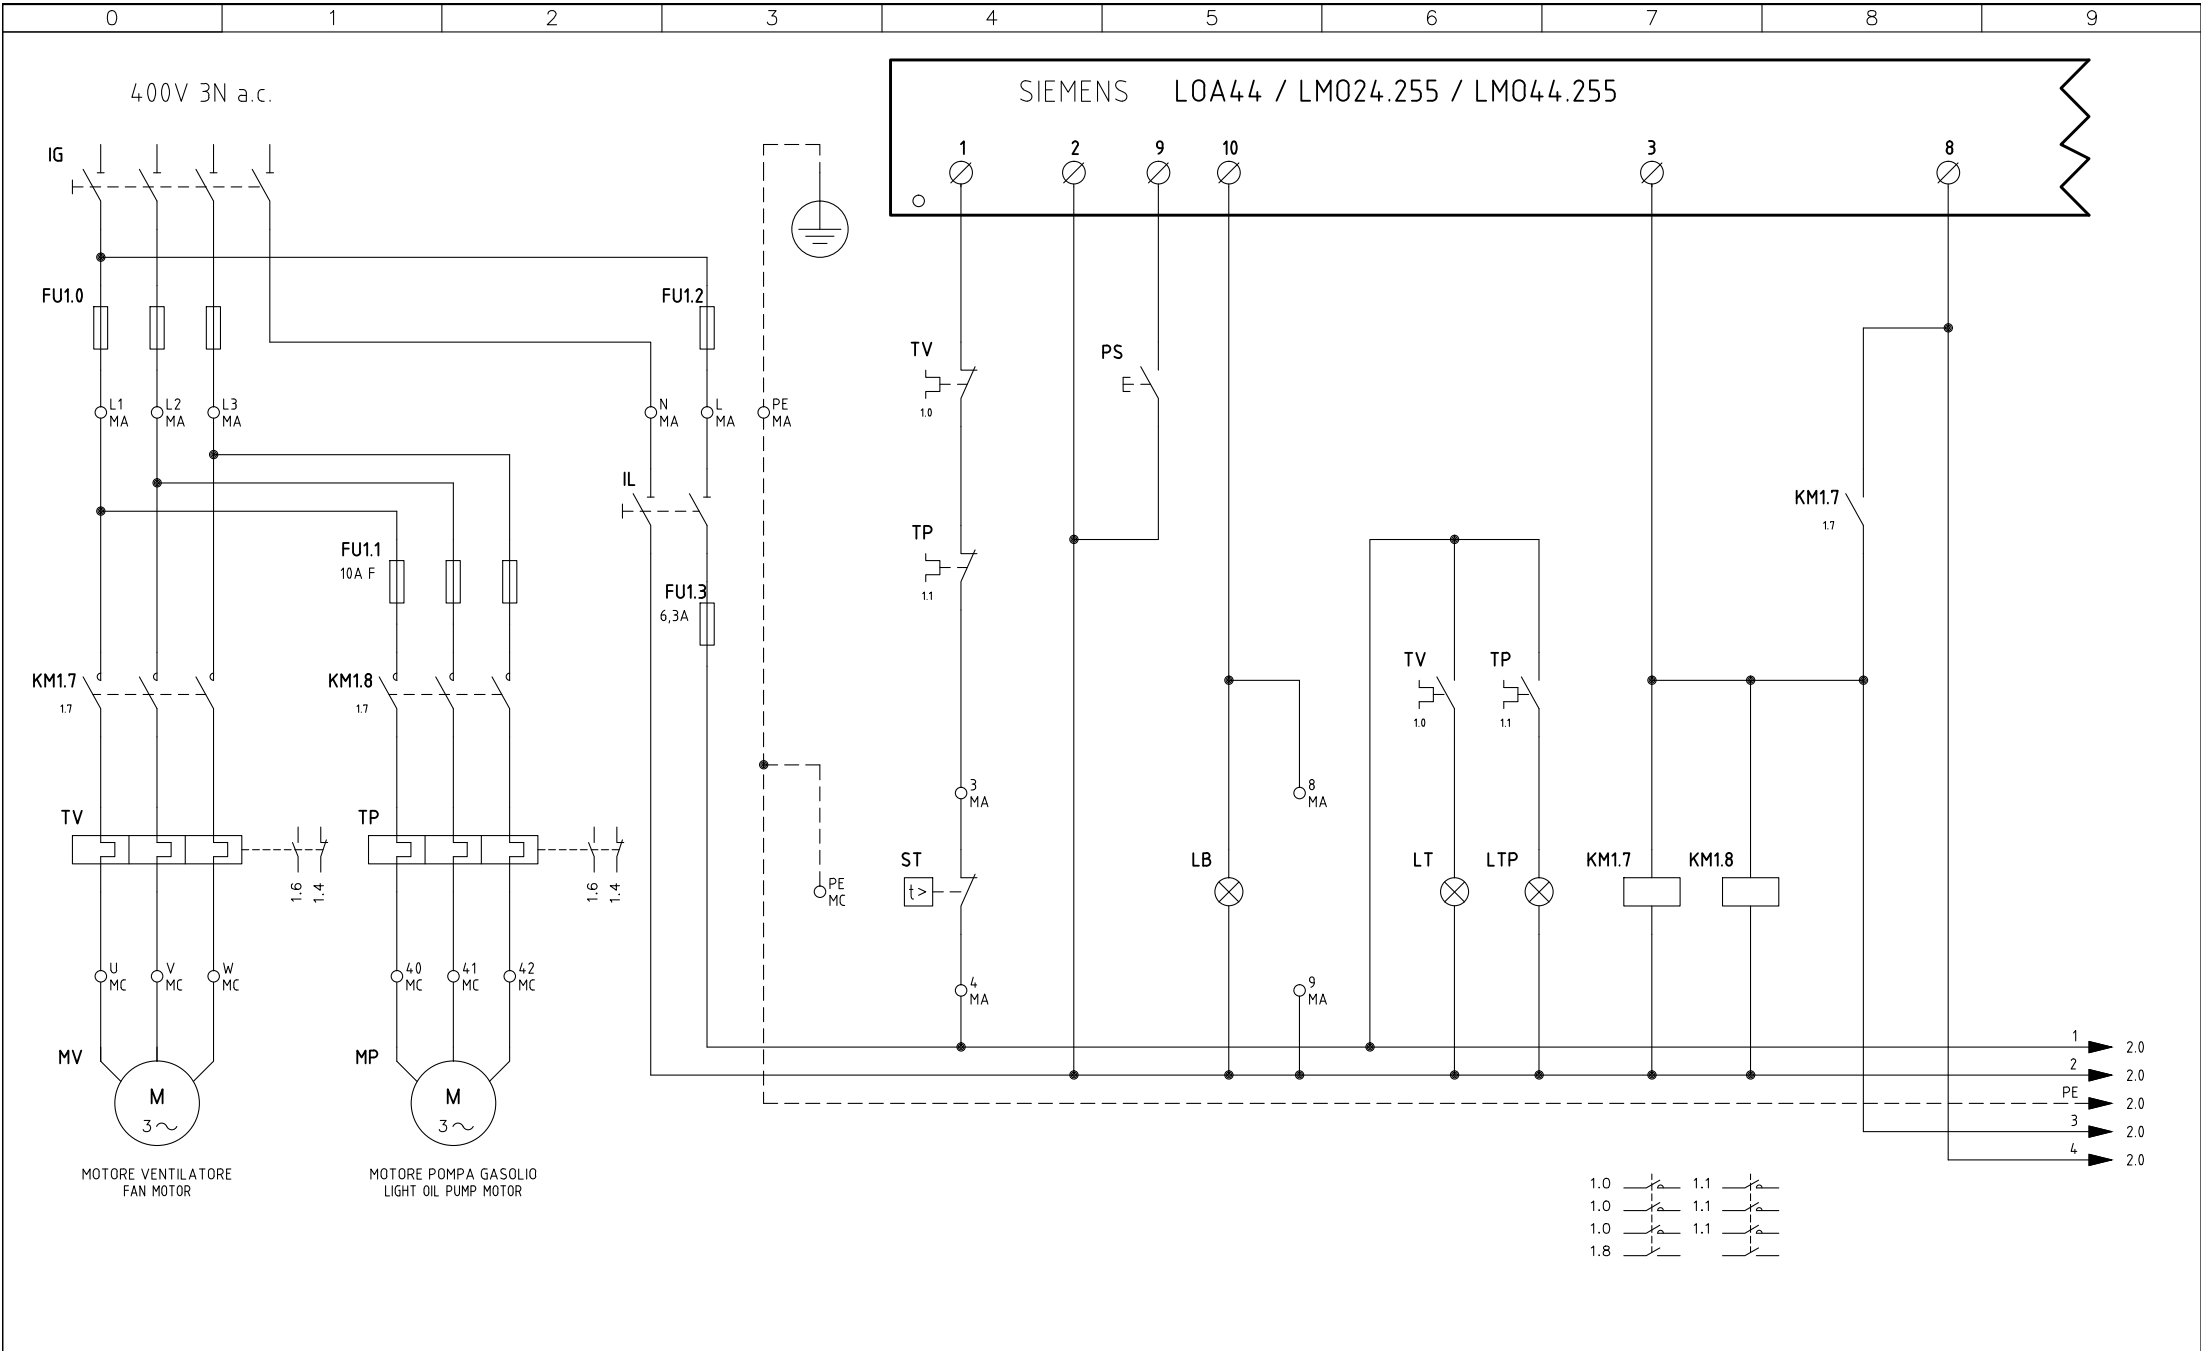 0 1 2 3 4 5 6 7 8 9
400V 3N a.c.
SIEMENS LOA44 / LMO24.255 / LMO44.255
1 2 9 10 3 8
IG
FU1.0
FU1.2
TV
1.0
PS
L1
MA
L2
MA
L3
MA
N
MA
L
MA
PE
MA
IL
KM1.7
1.7
FU1.1
10A F
TP
1.1
FU1.3
6,3A
KM1.7
1.7
KM1.8
1.7
TV
1.0
TP
1.1
3
MA
8
MA
TV
1.6
1.4
TP
1.6
1.4
PE
MC
ST
t>
LB
LT
LTP
KM1.7
KM1.8
U
MC
V
MC
W
MC
40
MC
41
MC
42
MC
4
MA
9
MA
MV
M
3~
MP
M
3~
1 2.0
2 2.0
PE 2.0
3 2.0
4 2.0
MOTORE VENTILATORE
FAN MOTOR
MOTORE POMPA GASOLIO
LIGHT OIL PUMP MOTOR
1.0 1.1
1.0 1.1
1.0 1.1
1.8